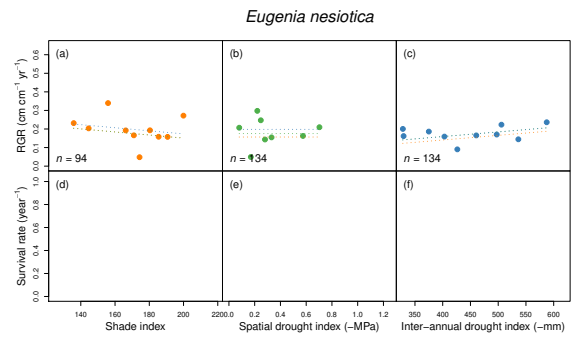 Eugenia nesiotica
(a) (b) (c)
RGR (cm cm⁻¹ yr⁻¹)
0.0 0.1 0.2 0.3 0.4 0.5 0.6
n = 94 n = 134 n = 134
(d) (e) (f)
Survival rate (year⁻¹)
0.0 0.2 0.4 0.6 0.8 1.0
140 160 180 200 220 0.0 0.2 0.4 0.6 0.8 1.0 1.2 350 400 450 500 550 600
Shade index Spatial drought index (−MPa) Inter−annual drought index (−mm)